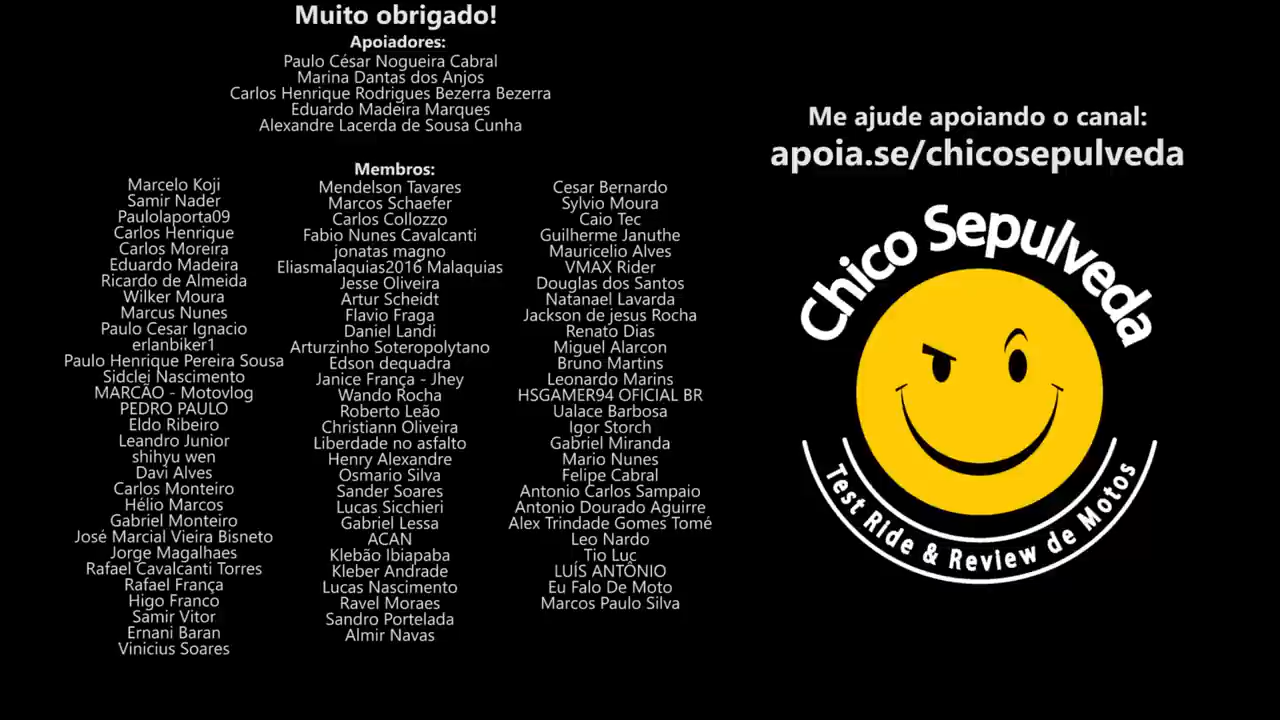 Muito obrigado!
Apoiadores:
Paulo César Nogueira Cabral
Marina Dantas dos Anjos
Carlos Henrique Rodrigues Bezerra Bezerra
Eduardo Madeira Marques
Alexandre Lacerda de Sousa Cunha
Membros:
Marcelo Koji
Samir Nader
Paulolaporta09
Carlos Henrique
Carlos Moreira
Eduardo Madeira
Ricardo de Almeida
Wilker Moura
Marcus Nunes
Paulo Cesar Ignacio
erlanbiker1
Paulo Henrique Pereira Sousa
Sidclei Nascimento
MARCÃO - Motovlog
PEDRO PAULO
Eldo Ribeiro
Leandro Junior
shihyu wen
Davi Alves
Carlos Monteiro
Hélio Marcos
Gabriel Monteiro
José Marcial Vieira Bisneto
Jorge Magalhaes
Rafael Cavalcanti Torres
Rafael França
Higo Franco
Samir Vitor
Ernani Baran
Vinicius Soares
Mendelson Tavares
Marcos Schaefer
Carlos Collozzo
Fabio Nunes Cavalcanti
jonatas magno
Eliasmalaquias2016 Malaquias
Jesse Oliveira
Artur Scheidt
Flavio Fraga
Daniel Landi
Arturzinho Soteropolytano
Edson dequadra
Janice França - Jhey
Wando Rocha
Roberto Leão
Christiann Oliveira
Liberdade no asfalto
Henry Alexandre
Osmario Silva
Sander Soares
Lucas Sicchieri
Gabriel Lessa
ACAN
Klebão Ibiapaba
Kleber Andrade
Lucas Nascimento
Ravel Moraes
Sandro Portelada
Almir Navas
Cesar Bernardo
Sylvio Moura
Caio Tec
Guilherme Januthe
Mauricelio Alves
VMAX Rider
Douglas dos Santos
Natanael Lavarda
Jackson de jesus Rocha
Renato Dias
Miguel Alarcon
Bruno Martins
Leonardo Marins
HSGAMER94 OFICIAL BR
Ualace Barbosa
Igor Storch
Gabriel Miranda
Mario Nunes
Felipe Cabral
Antonio Carlos Sampaio
Antonio Dourado Aguirre
Alex Trindade Gomes Tomé
Leo Nardo
Tio Luc
LUÍS ANTÔNIO
Eu Falo De Moto
Marcos Paulo Silva
Me ajude apoiando o canal:
apoia.se/chicosepulveda
Chico Sepulveda
Test Ride & Review de Motos